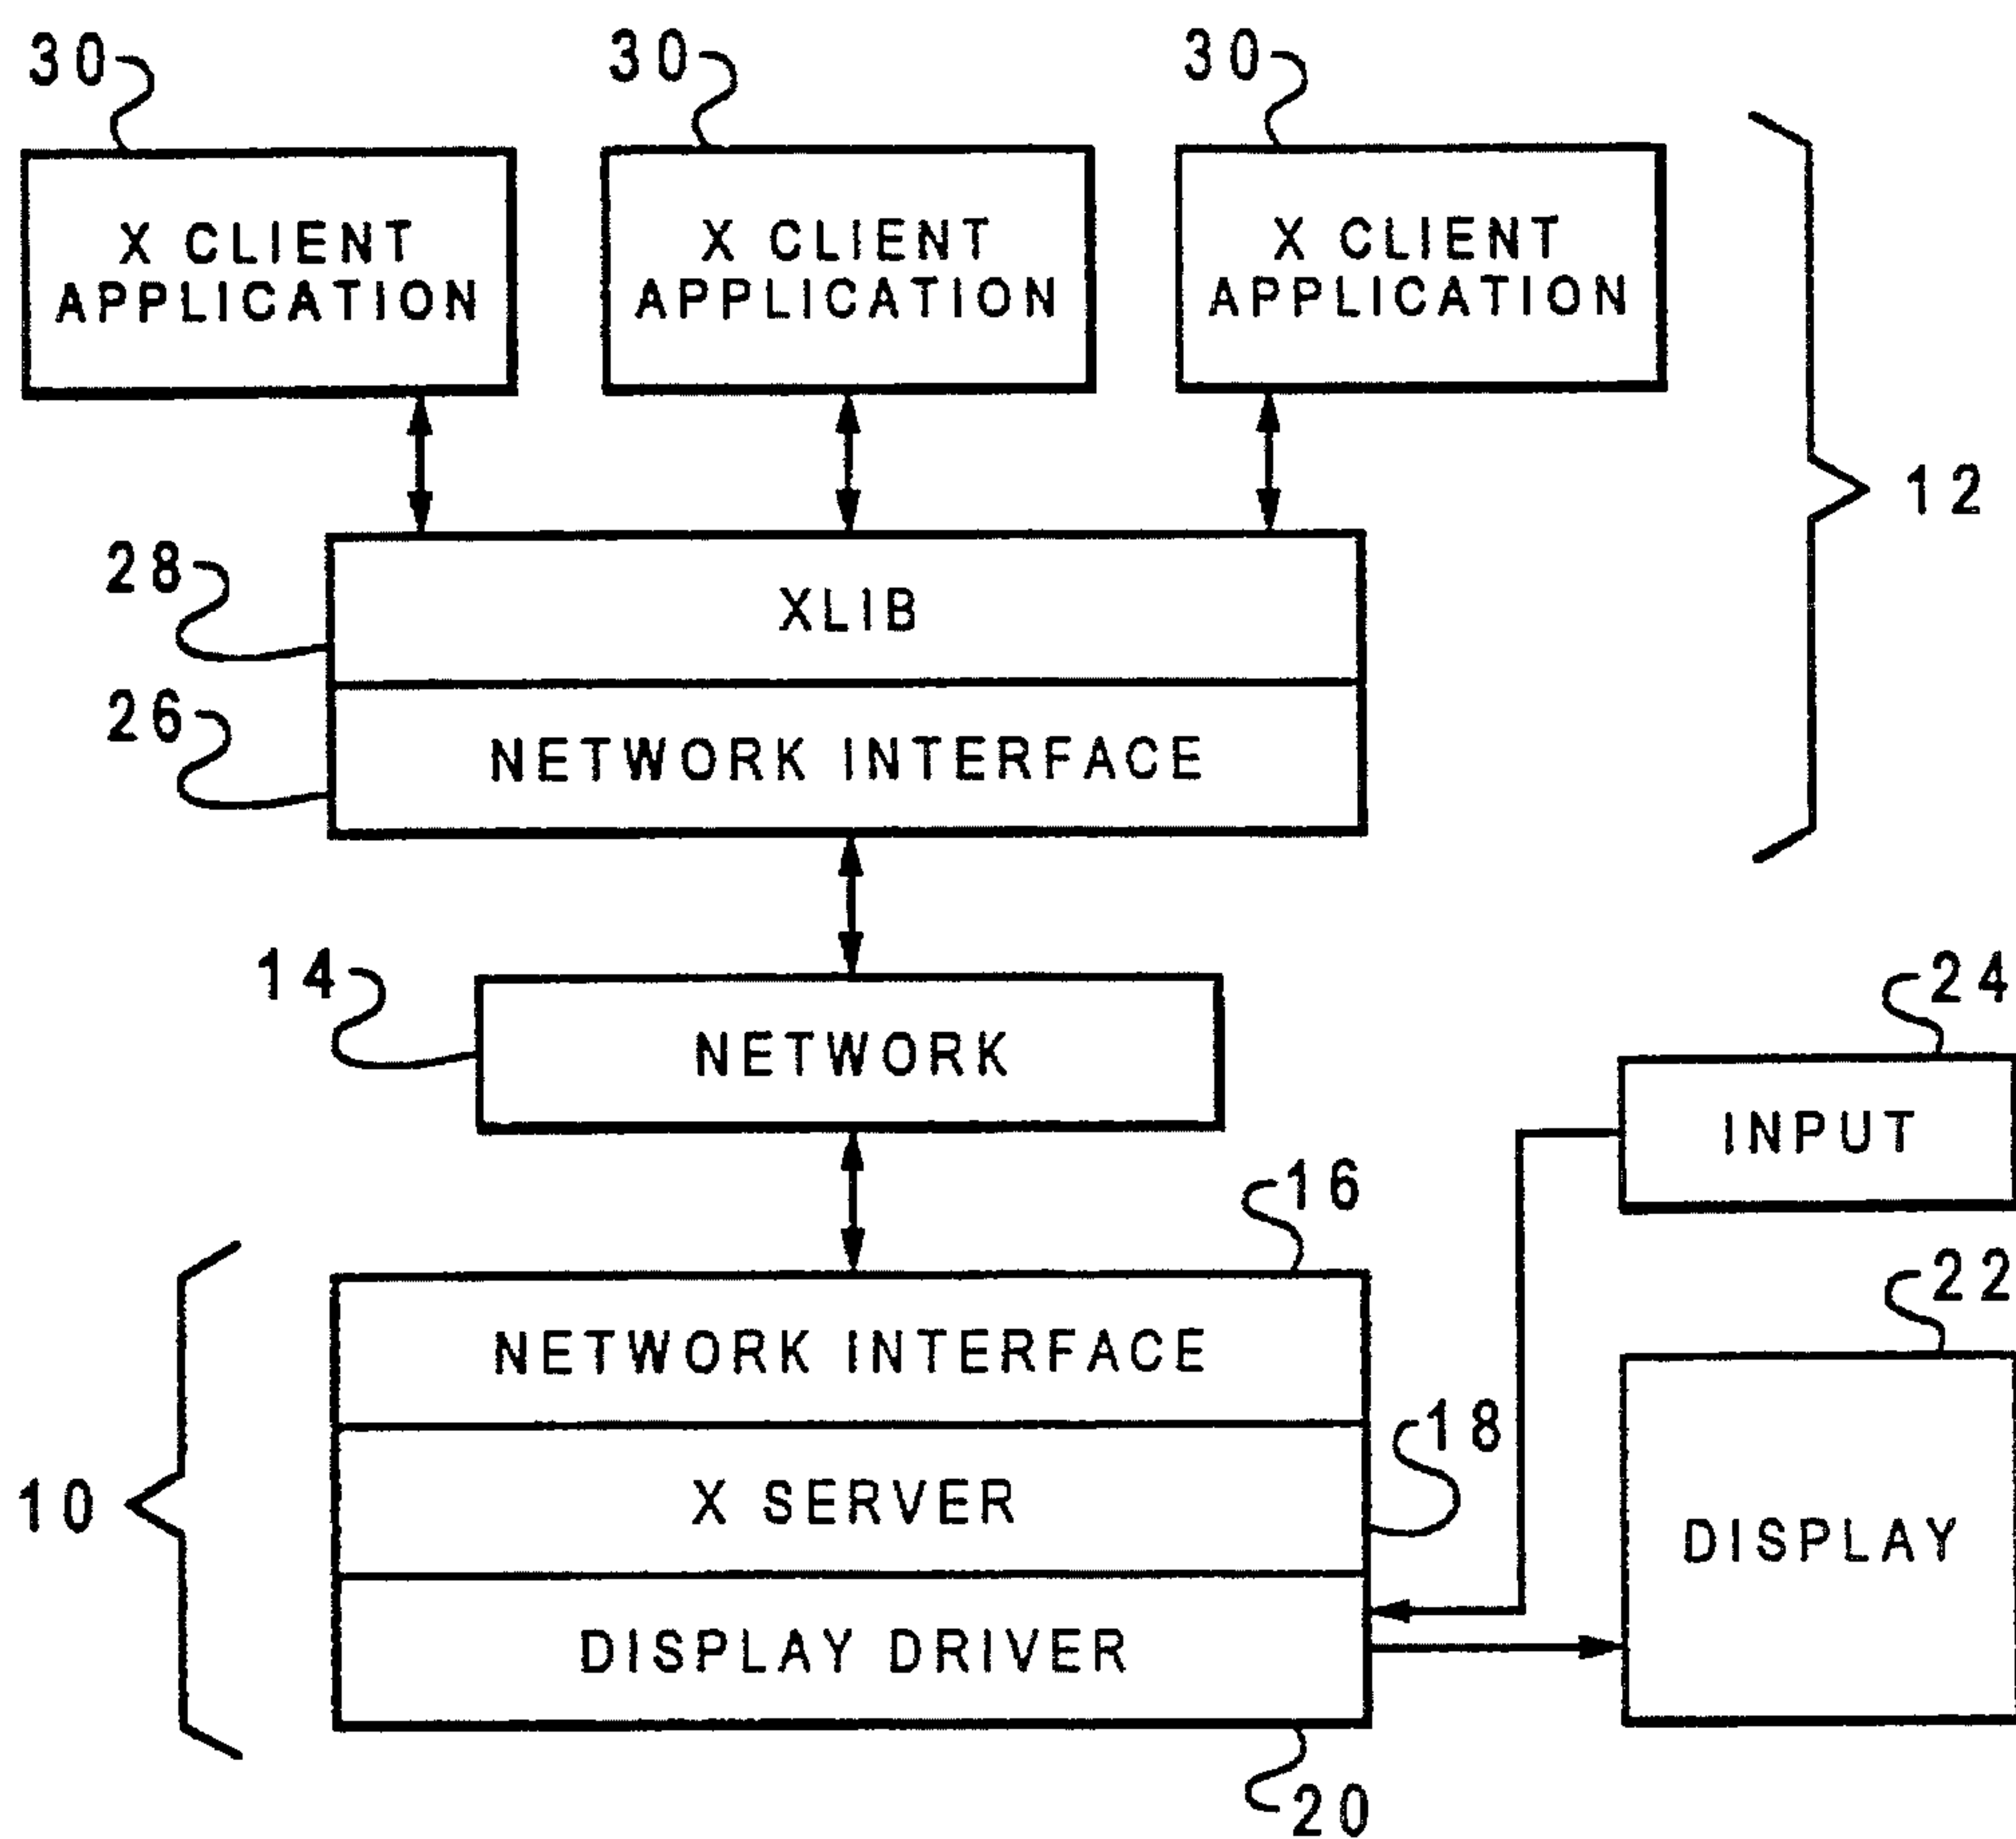 30
30
30
X CLIENT
APPLICATION
X CLIENT
APPLICATION
X CLIENT
APPLICATION
12
28
XLIB
26
NETWORK INTERFACE
14
NETWORK
24
INPUT
16
22
NETWORK INTERFACE
18
10
X SERVER
DISPLAY
DISPLAY DRIVER
20